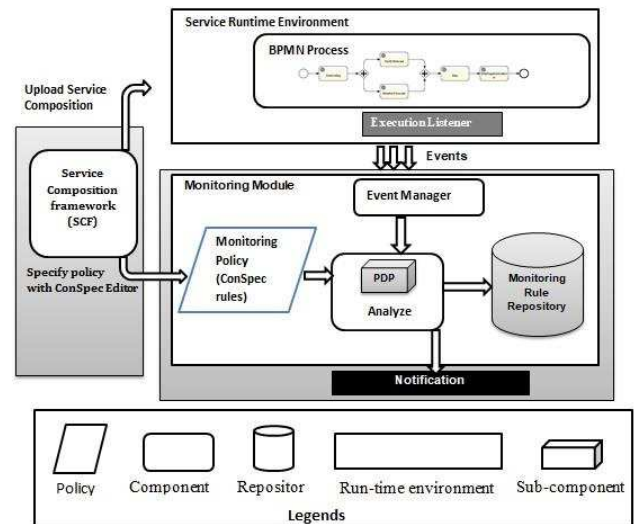 Service Runtime Environment
BPMN Process
Execution Listener
Upload Service
Composition
Events
Service
Composition
framework
(SCF)
Specify policy
with ConSpec Editor
Monitoring Module
Event Manager
Monitoring
Policy
(ConSpec
rules)
PDP
Analyze
Monitoring
Rule
Repository
Notification
Policy
Component
Repositor
Run-time environment
Sub-component
Legends